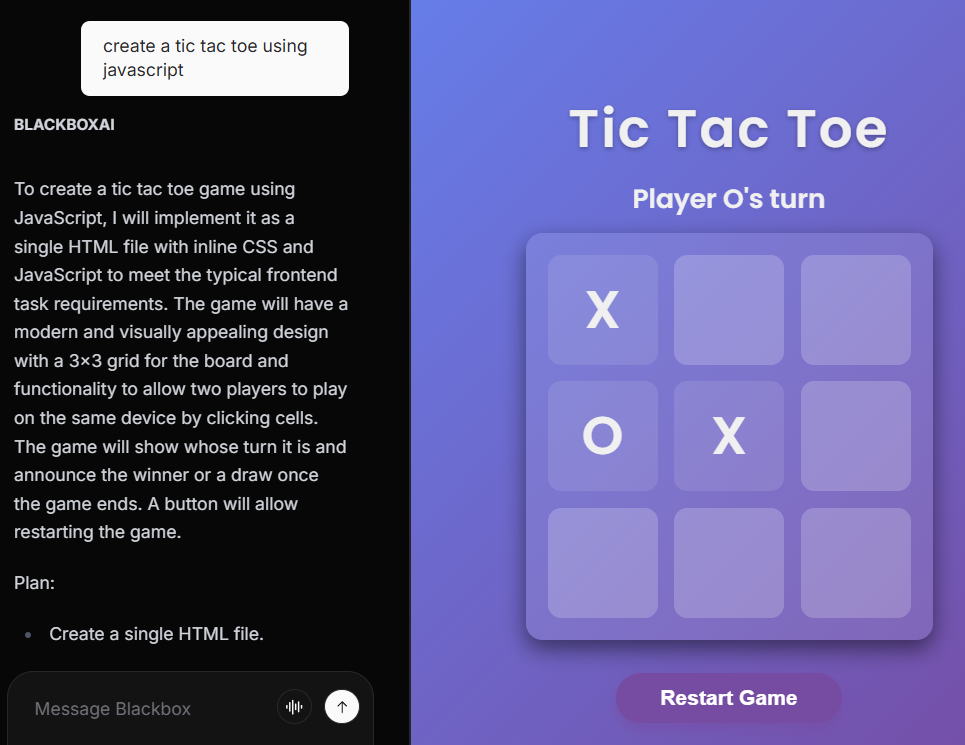 create a tic tac toe using
javascript
BLACKBOXAI
To create a tic tac toe game using
JavaScript, I will implement it as a
single HTML file with inline CSS and
JavaScript to meet the typical frontend
task requirements. The game will have a
modern and visually appealing design
with a 3×3 grid for the board and
functionality to allow two players to play
on the same device by clicking cells.
The game will show whose turn it is and
announce the winner or a draw once
the game ends. A button will allow
restarting the game.
Plan:
Create a single HTML file.
Message Blackbox
Tic Tac Toe
Player O's turn
X
O X
Restart Game